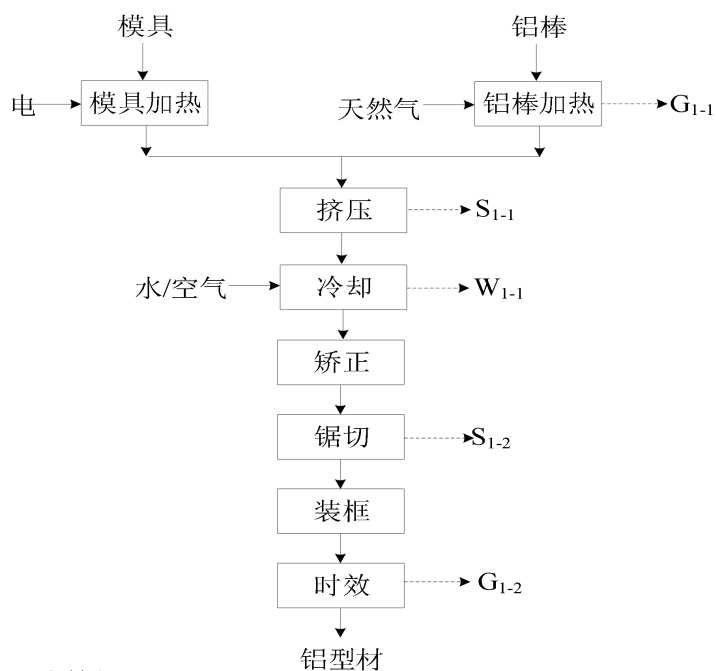 模具
铝棒
电
模具加热
天然气
铝棒加热
G1-1
挤压
S1-1
水/空气
冷却
W1-1
矫正
锯切
S1-2
装框
时效
G1-2
铝型材